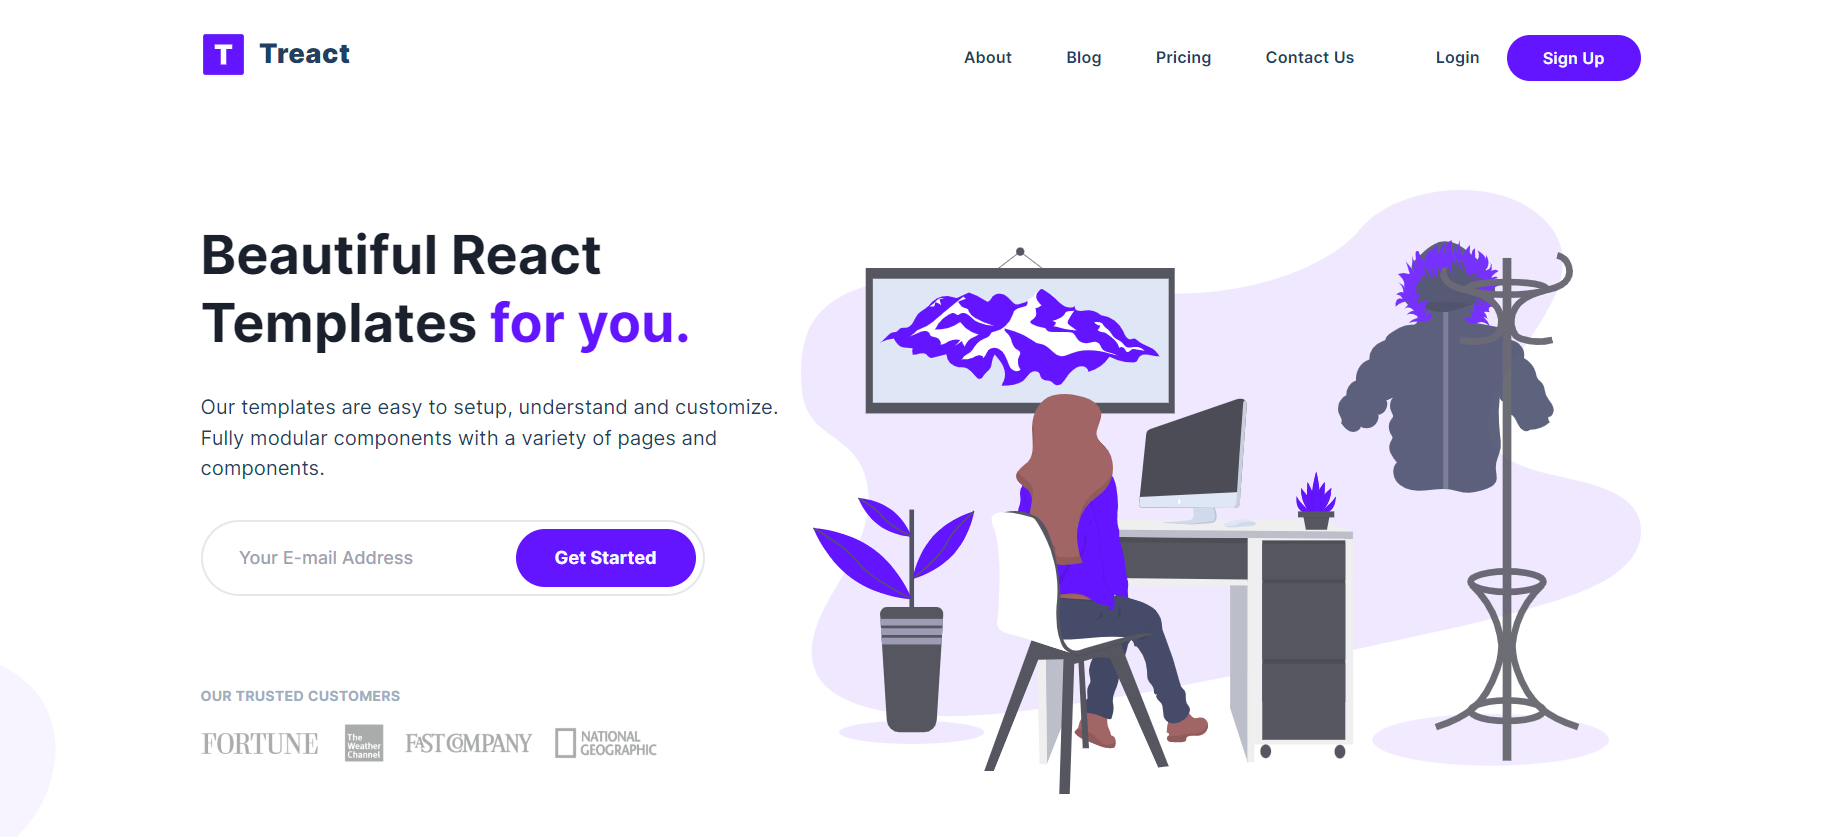 T Treact
About Blog Pricing Contact Us Login Sign Up
Beautiful React
Templates for you.
Our templates are easy to setup, understand and customize.
Fully modular components with a variety of pages and
components.
Your E-mail Address Get Started
OUR TRUSTED CUSTOMERS
FORTUNE
The
Weather
Channel
FAST COMPANY
NATIONAL
GEOGRAPHIC